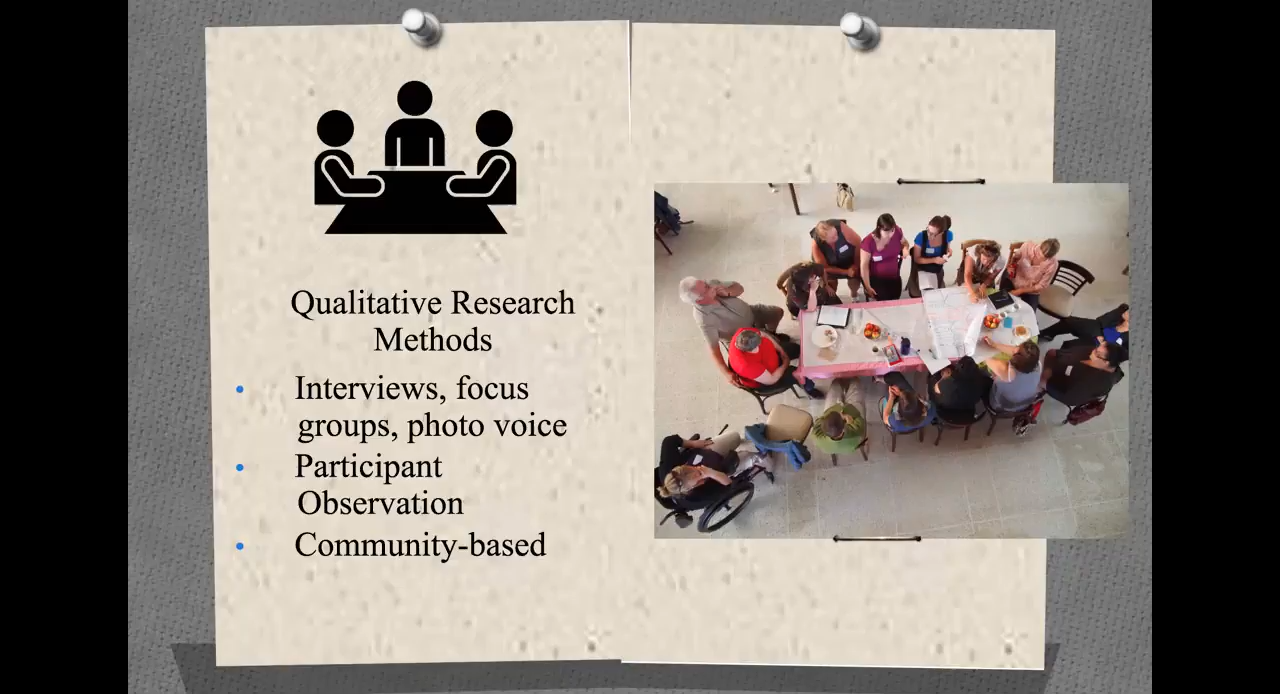 Qualitative Research
Methods
• Interviews, focus
groups, photo voice
• Participant
Observation
• Community-based